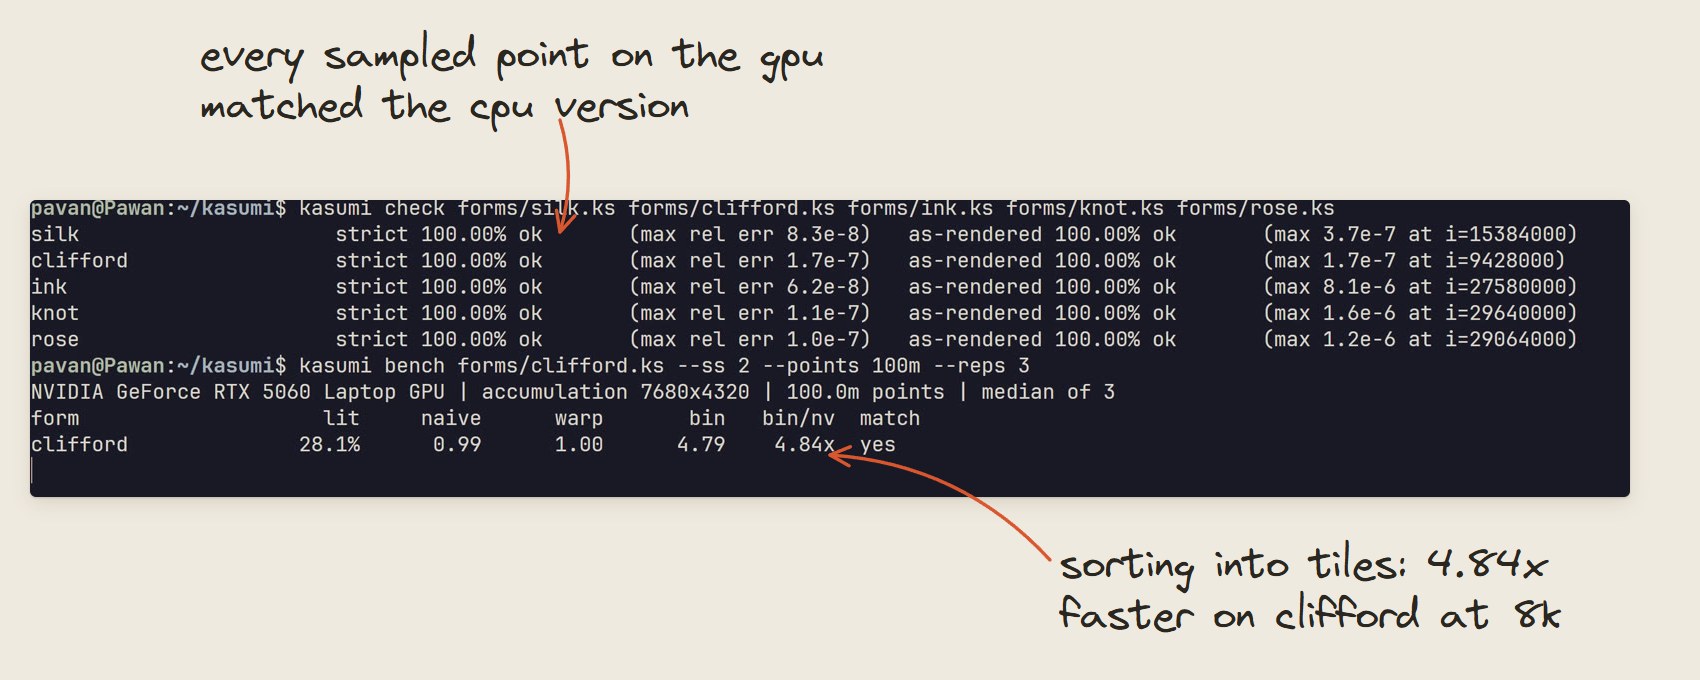 every sampled point on the gpu
matched the cpu version
pavan@Pawan:~/kasumi$ kasumi check forms/silk.ks forms/clifford.ks forms/ink.ks forms/knot.ks forms/rose.ks
silk strict 100.00% ok (max rel err 8.3e-8) as-rendered 100.00% ok (max 3.7e-7 at i=15384000)
clifford strict 100.00% ok (max rel err 1.7e-7) as-rendered 100.00% ok (max 1.7e-7 at i=9428000)
ink strict 100.00% ok (max rel err 6.2e-8) as-rendered 100.00% ok (max 8.1e-6 at i=27580000)
knot strict 100.00% ok (max rel err 1.1e-7) as-rendered 100.00% ok (max 1.6e-6 at i=29640000)
rose strict 100.00% ok (max rel err 1.0e-7) as-rendered 100.00% ok (max 1.2e-6 at i=29064000)
pavan@Pawan:~/kasumi$ kasumi bench forms/clifford.ks --ss 2 --points 100m --reps 3
NVIDIA GeForce RTX 5060 Laptop GPU | accumulation 7680x4320 | 100.0m points | median of 3
form lit naive warp bin bin/nv match
clifford 28.1% 0.99 1.00 4.79 4.84x yes
sorting into tiles: 4.84x
faster on clifford at 8k